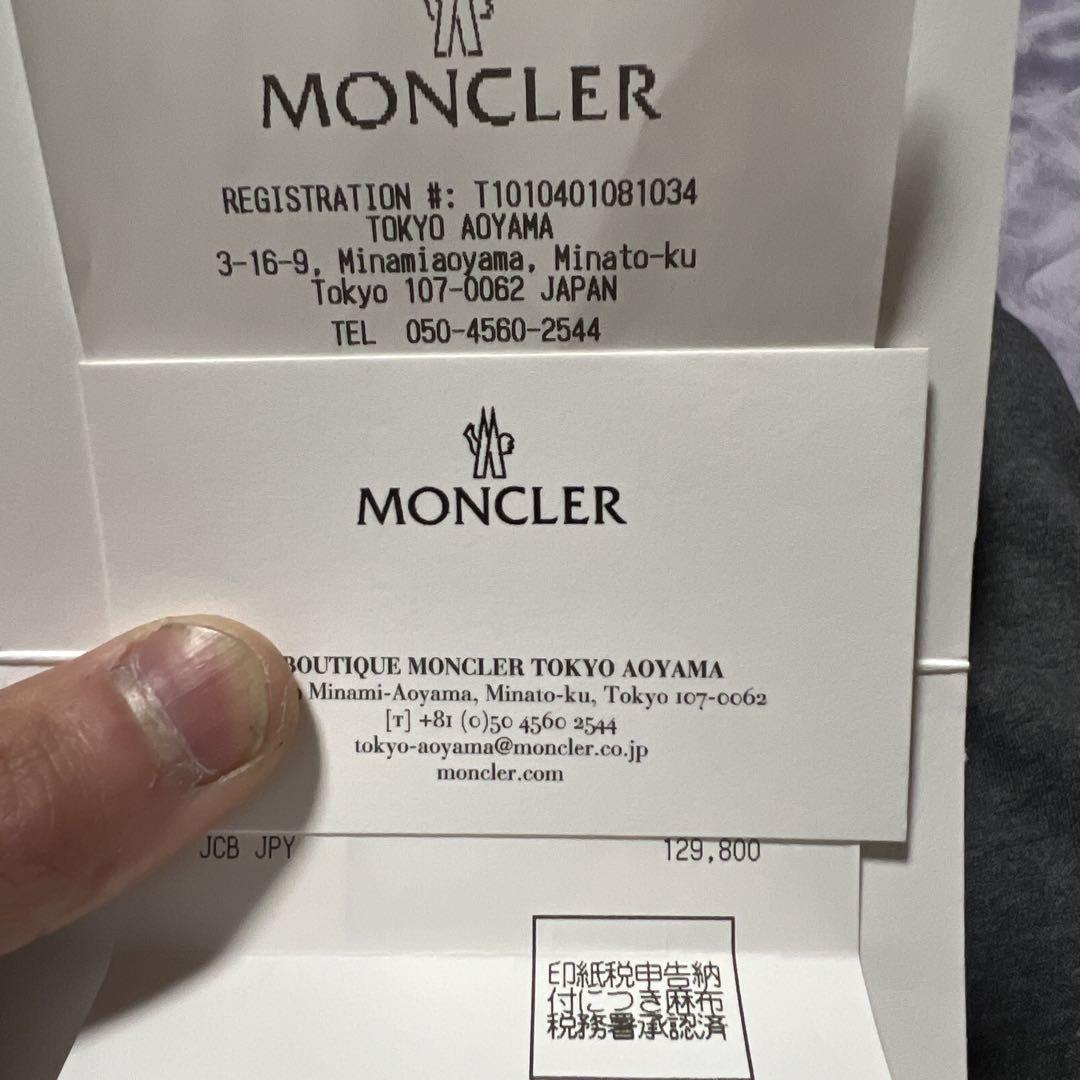 MONCLER
REGISTRATION #: T1010401081034
TOKYO AOYAMA
3-16-9, Minamiaoyama, Minato-ku
Tokyo 107-0062 JAPAN
TEL 050-4560-2544
MONCLER
BOUTIQUE MONCLER TOKYO AOYAMA
Minami-Aoyama, Minato-ku, Tokyo 107-0062
[T] +81 (0)50 4560 2544
tokyo-aoyama@moncler.co.jp
moncler.com
JCB JPY 129,800
印紙税申告納
付につき麻布
税務署承認済